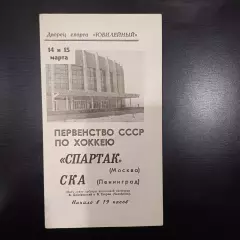 Дворец спорта «ЮБИЛЕЙНЫЙ»
14 и 15
марта
ПЕРВЕНСТВО СССР
ПО ХОККЕЮ
«СПАРТАК»
(Москва)
СКА
(Ленинград)
Начало в 19 часов